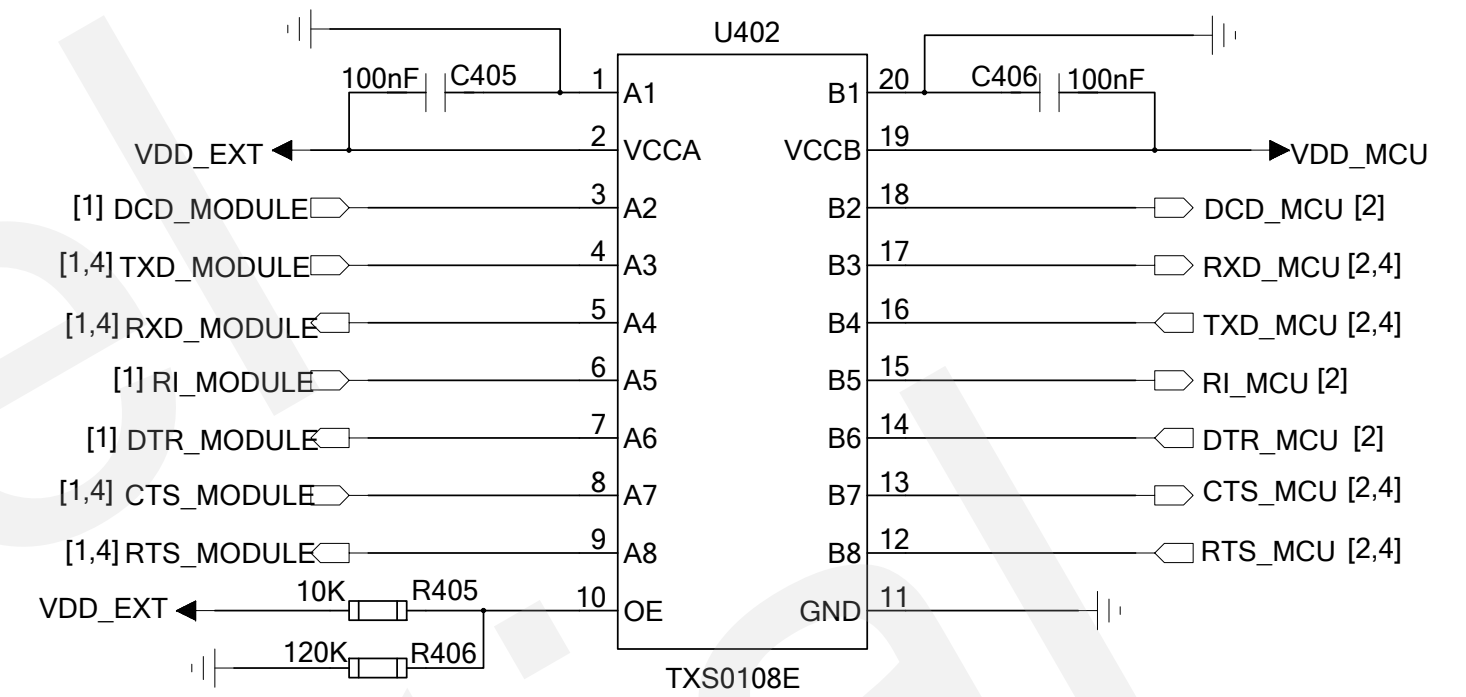 U402
100nF C405 1 A1 B1 20 C406 100nF
VDD_EXT 2 VCCA VCCB 19 VDD_MCU
[1] DCD_MODULE 3 A2 B2 18 DCD_MCU [2]
[1,4] TXD_MODULE 4 A3 B3 17 RXD_MCU [2,4]
[1,4] RXD_MODULE 5 A4 B4 16 TXD_MCU [2,4]
[1] RI_MODULE 6 A5 B5 15 RI_MCU [2]
[1] DTR_MODULE 7 A6 B6 14 DTR_MCU [2]
[1,4] CTS_MODULE 8 A7 B7 13 CTS_MCU [2,4]
[1,4] RTS_MODULE 9 A8 B8 12 RTS_MCU [2,4]
VDD_EXT 10K R405 10 OE GND 11
120K R406
TXS0108E